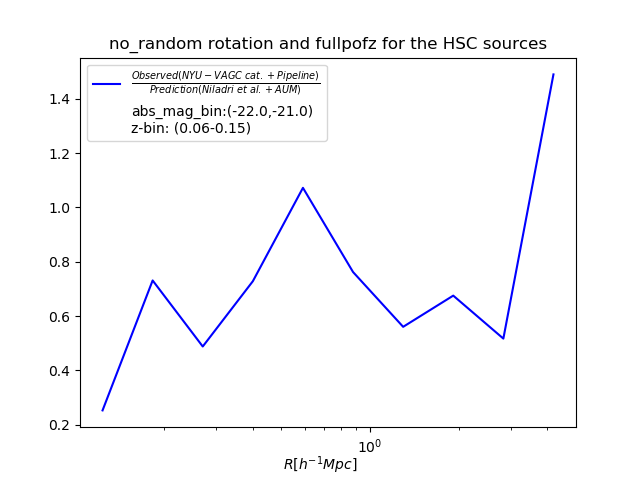 no_random rotation and fullpofz for the HSC sources
Observed(NYU−VAGC cat. + Pipeline)
Prediction(Niladri et al. + AUM)
abs_mag_bin:(-22.0,-21.0)
z-bin: (0.06-0.15)
1.4
1.2
1.0
0.8
0.6
0.4
0.2
10⁰
R[h⁻¹Mpc]